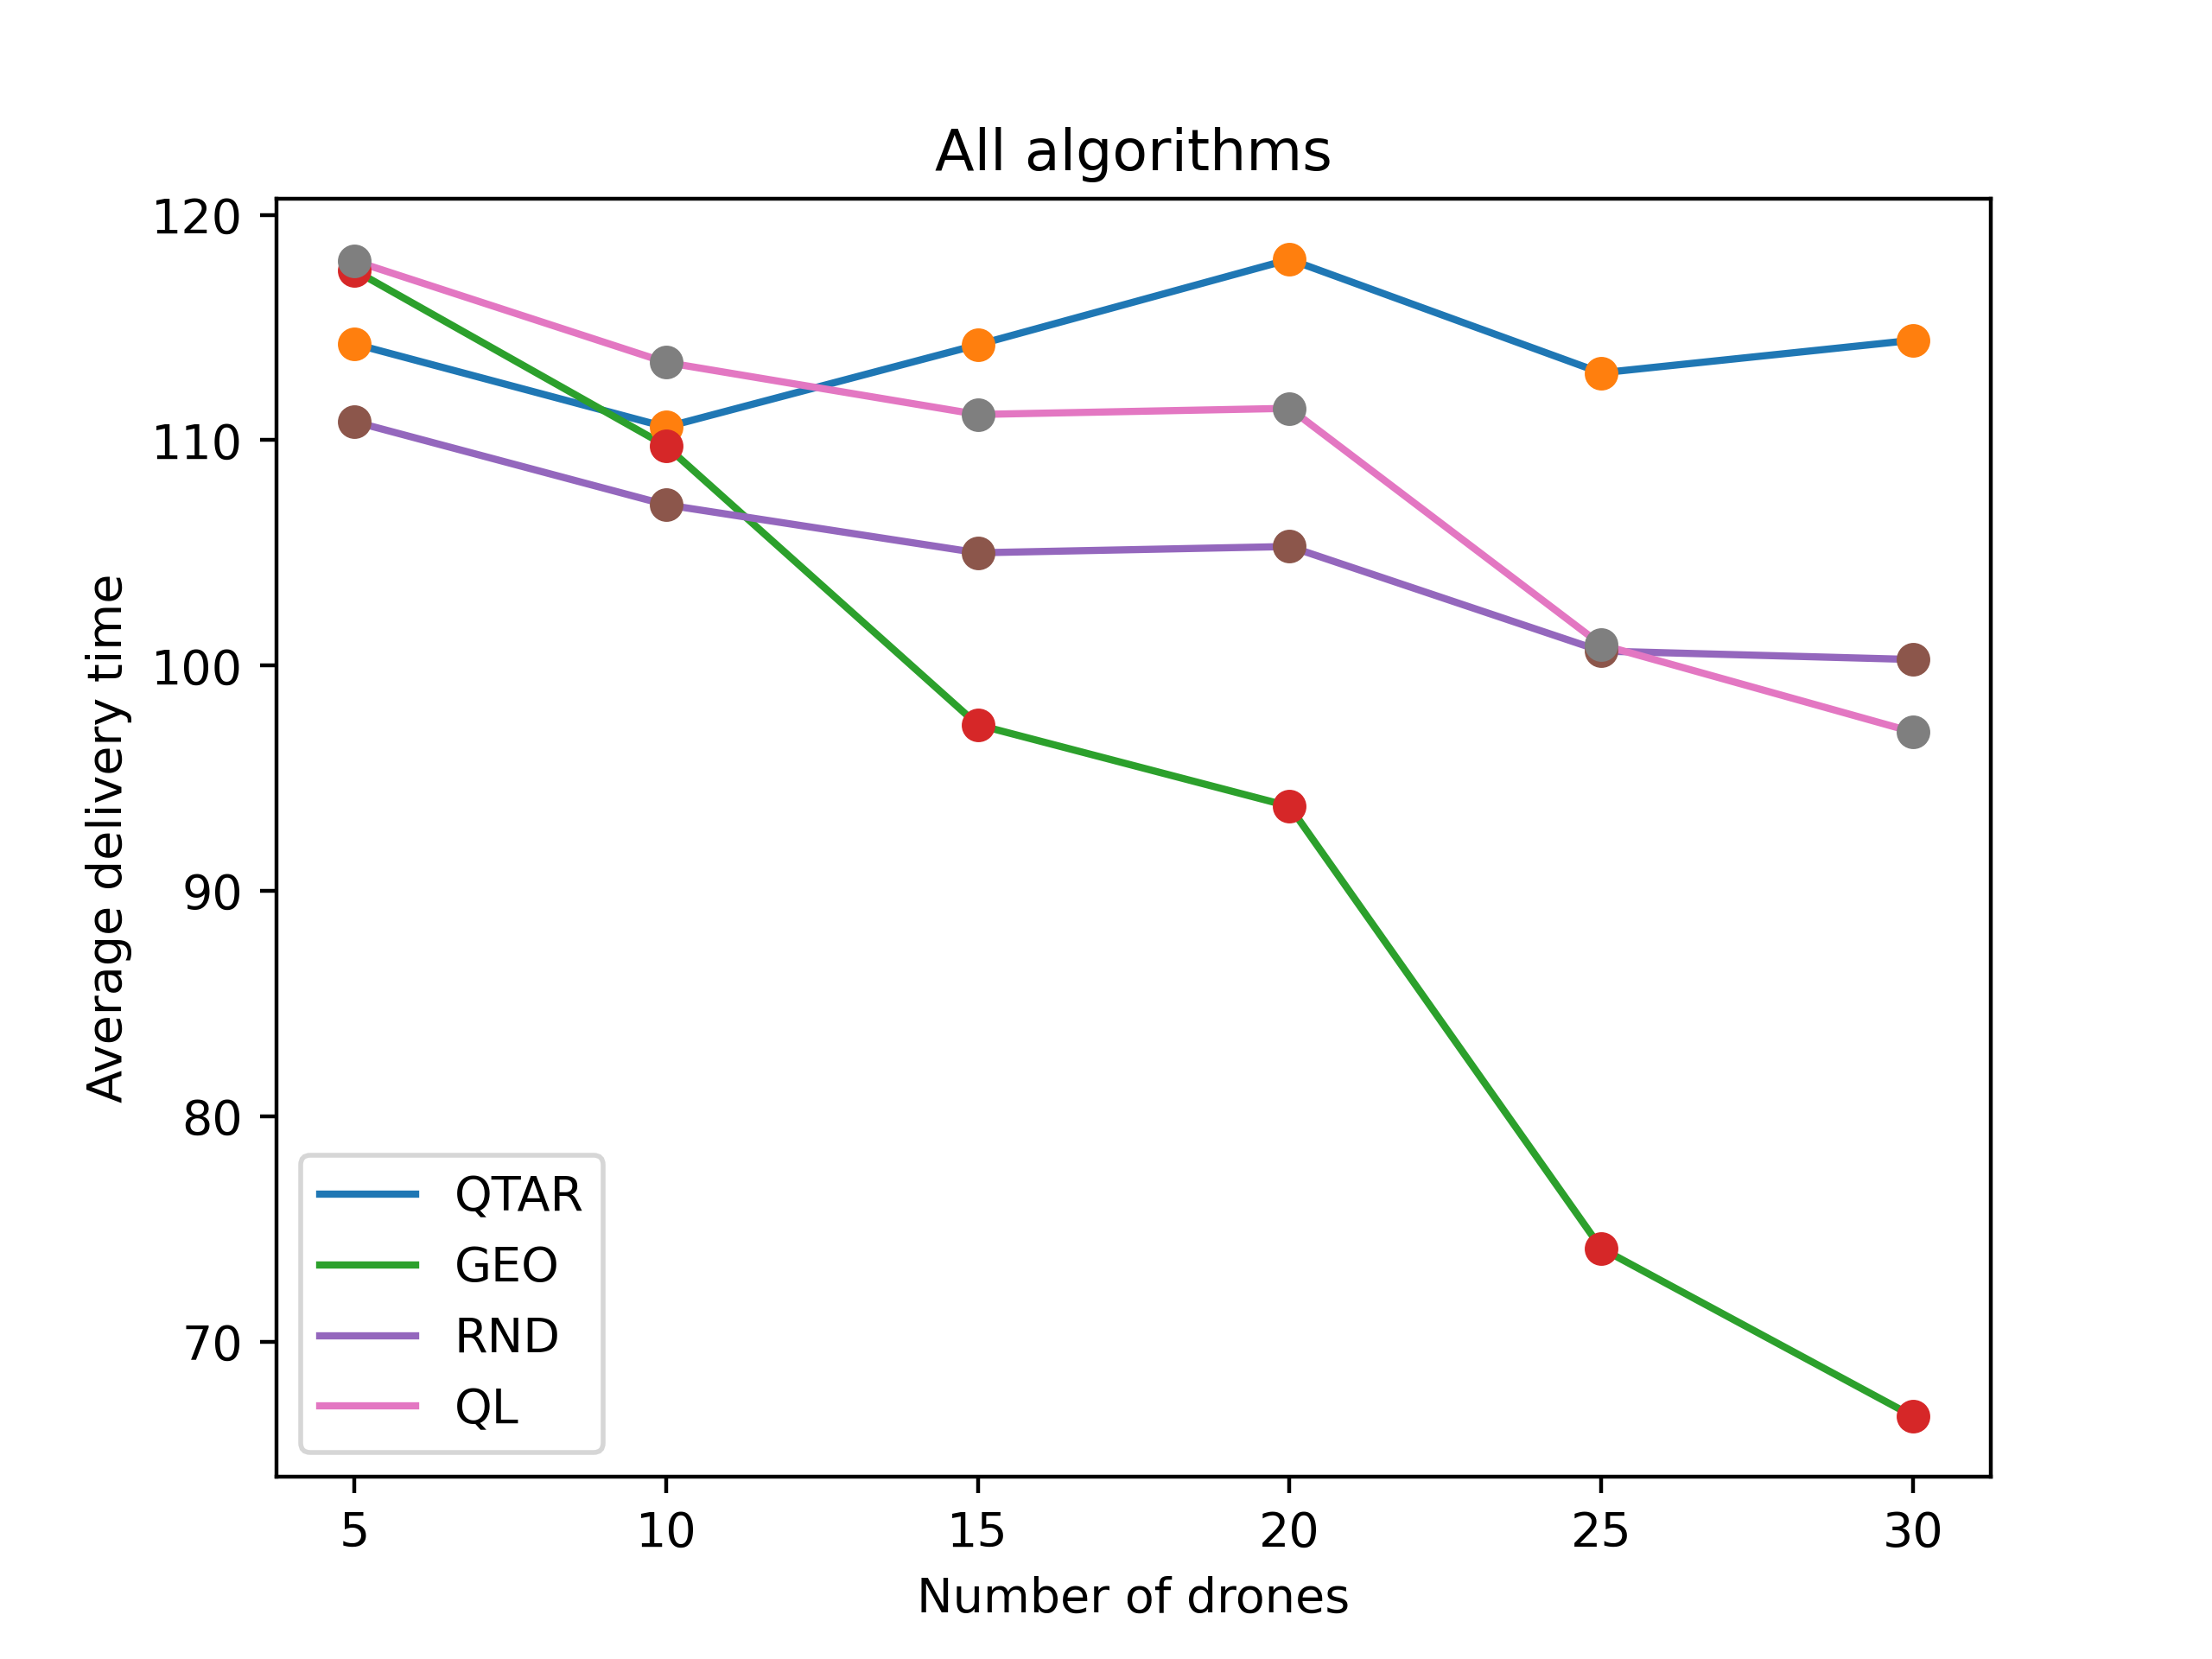 All algorithms
120
110
100
90
80
70
Average delivery time
QTAR
GEO
RND
QL
5 10 15 20 25 30
Number of drones